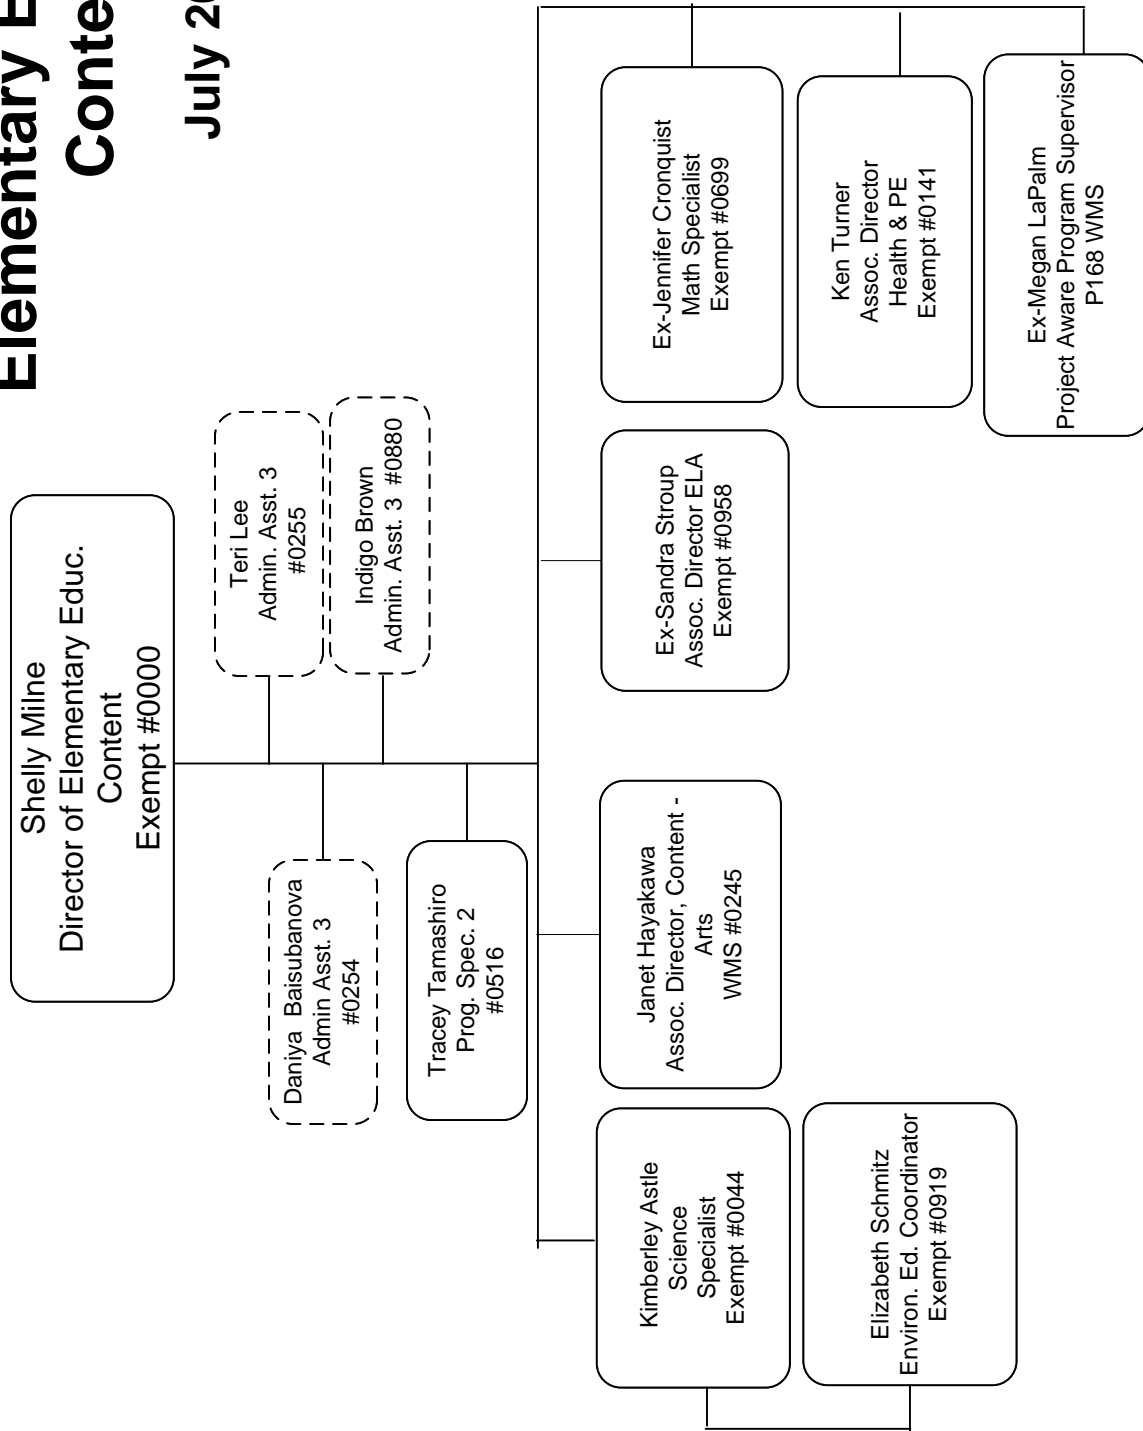 Elementary E
Conte
July 20
Shelly Milne
Director of Elementary Educ.
Content
Exempt #0000
Teri Lee
Admin. Asst. 3
#0255
Indigo Brown
Admin. Asst. 3 #0880
Daniya Baisubanova
Admin Asst. 3
#0254
Tracey Tamashiro
Prog. Spec. 2
#0516
Kimberley Astle
Science
Specialist
Exempt #0044
Janet Hayakawa
Assoc. Director, Content -
Arts
WMS #0245
Ex-Sandra Stroup
Assoc. Director ELA
Exempt #0958
Ex-Jennifer Cronquist
Math Specialist
Exempt #0699
Elizabeth Schmitz
Environ. Ed. Coordinator
Exempt #0919
Ken Turner
Assoc. Director
Health & PE
Exempt #0141
Ex-Megan LaPalm
Project Aware Program Supervisor
P168 WMS